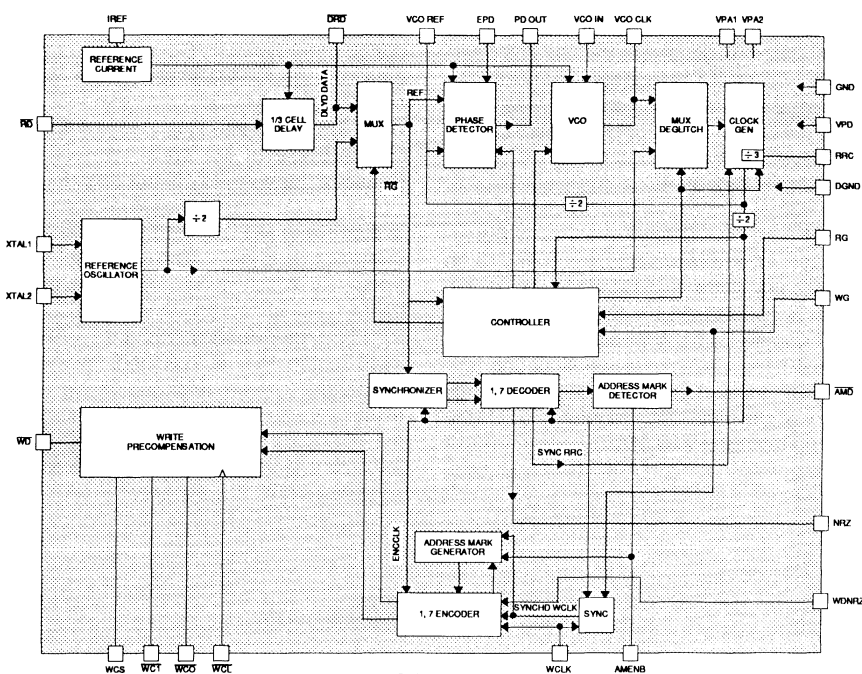 IREF
DRD
VCO REF
EPD
PD OUT
VCO IN
VCO CLK
VPA1
VPA2
REFERENCE
CURRENT
DLYD DATA
REF
1/3 CELL
DELAY
MUX
PHASE
DETECTOR
VCO
MUX
DEGLITCH
CLOCK
GEN
÷3
GND
VPD
RRC
DGND
RD
RG
÷2
÷2
÷2
RG
XTAL1
XTAL2
REFERENCE
OSCILLATOR
WG
CONTROLLER
SYNCHRONIZER
1, 7 DECODER
ADDRESS MARK
DETECTOR
AMD
WRITE
PRECOMPENSATION
WD
SYNC RRC
NRZ
ENCCLK
ADDRESS MARK
GENERATOR
1, 7 ENCODER
SYNCHD WCLK
SYNC
WDNRZ
WCS
WC1
WC0
WCL
WCLK
AMENB